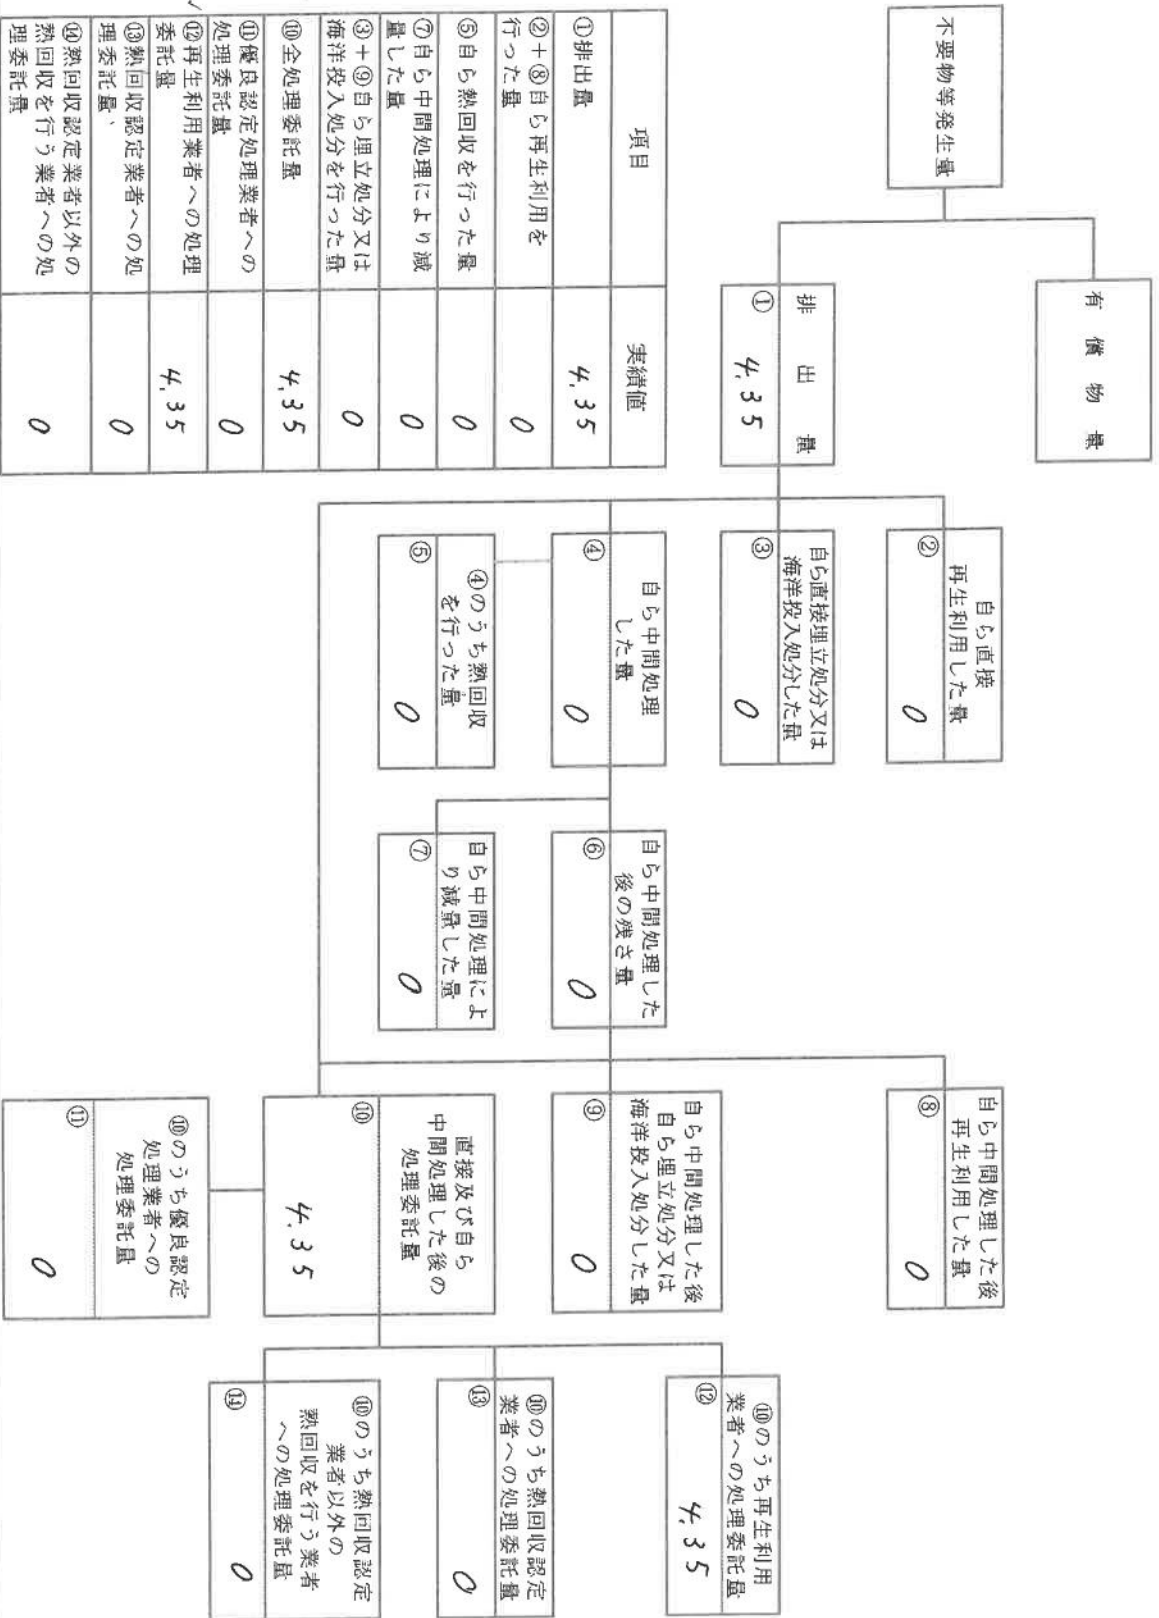 不要物等発生量
有償物量
排出量
① 4.35
自ら直接
再生利用した量
② 0
自ら直接埋立処分又は
海洋投入処分した量
③ 0
自ら中間処理
した量
④ 0
④のうち熱回収
を行った量
⑤ 0
自ら中間処理した
後の残さ量
⑥ 0
自ら中間処理によ
り減量した量
⑦ 0
自ら中間処理した後
再生利用した量
⑧ 0
自ら中間処理した後
自ら埋立処分又は
海洋投入処分した量
⑨ 0
直接及び自ら
中間処理した後の
処理委託量
⑩ 4.35
⑩のうち優良認定
処理業者への
処理委託量
⑪ 0
⑩のうち再生利用
業者への処理委託量
⑫ 4.35
⑩のうち熱回収認定
業者への処理委託量
⑬ 0
⑩のうち熱回収認定
業者以外の
熱回収を行う業者
への処理委託量
⑭ 0
項目 実績値
①排出量 4.35
②+⑧自ら再生利用を
行った量 0
⑤自ら熱回収を行った量 0
⑦自ら中間処理により減
量した量 0
③+⑨自ら埋立処分又は
海洋投入処分を行った量 0
⑩全処理委託量 4.35
⑪優良認定処理業者への
処理委託量 0
⑫再生利用業者への処理
委託量 4.35
⑬熱回収認定業者への処
理委託量、 0
⑭熱回収認定業者以外の
熱回収を行う業者への処
理委託量 0